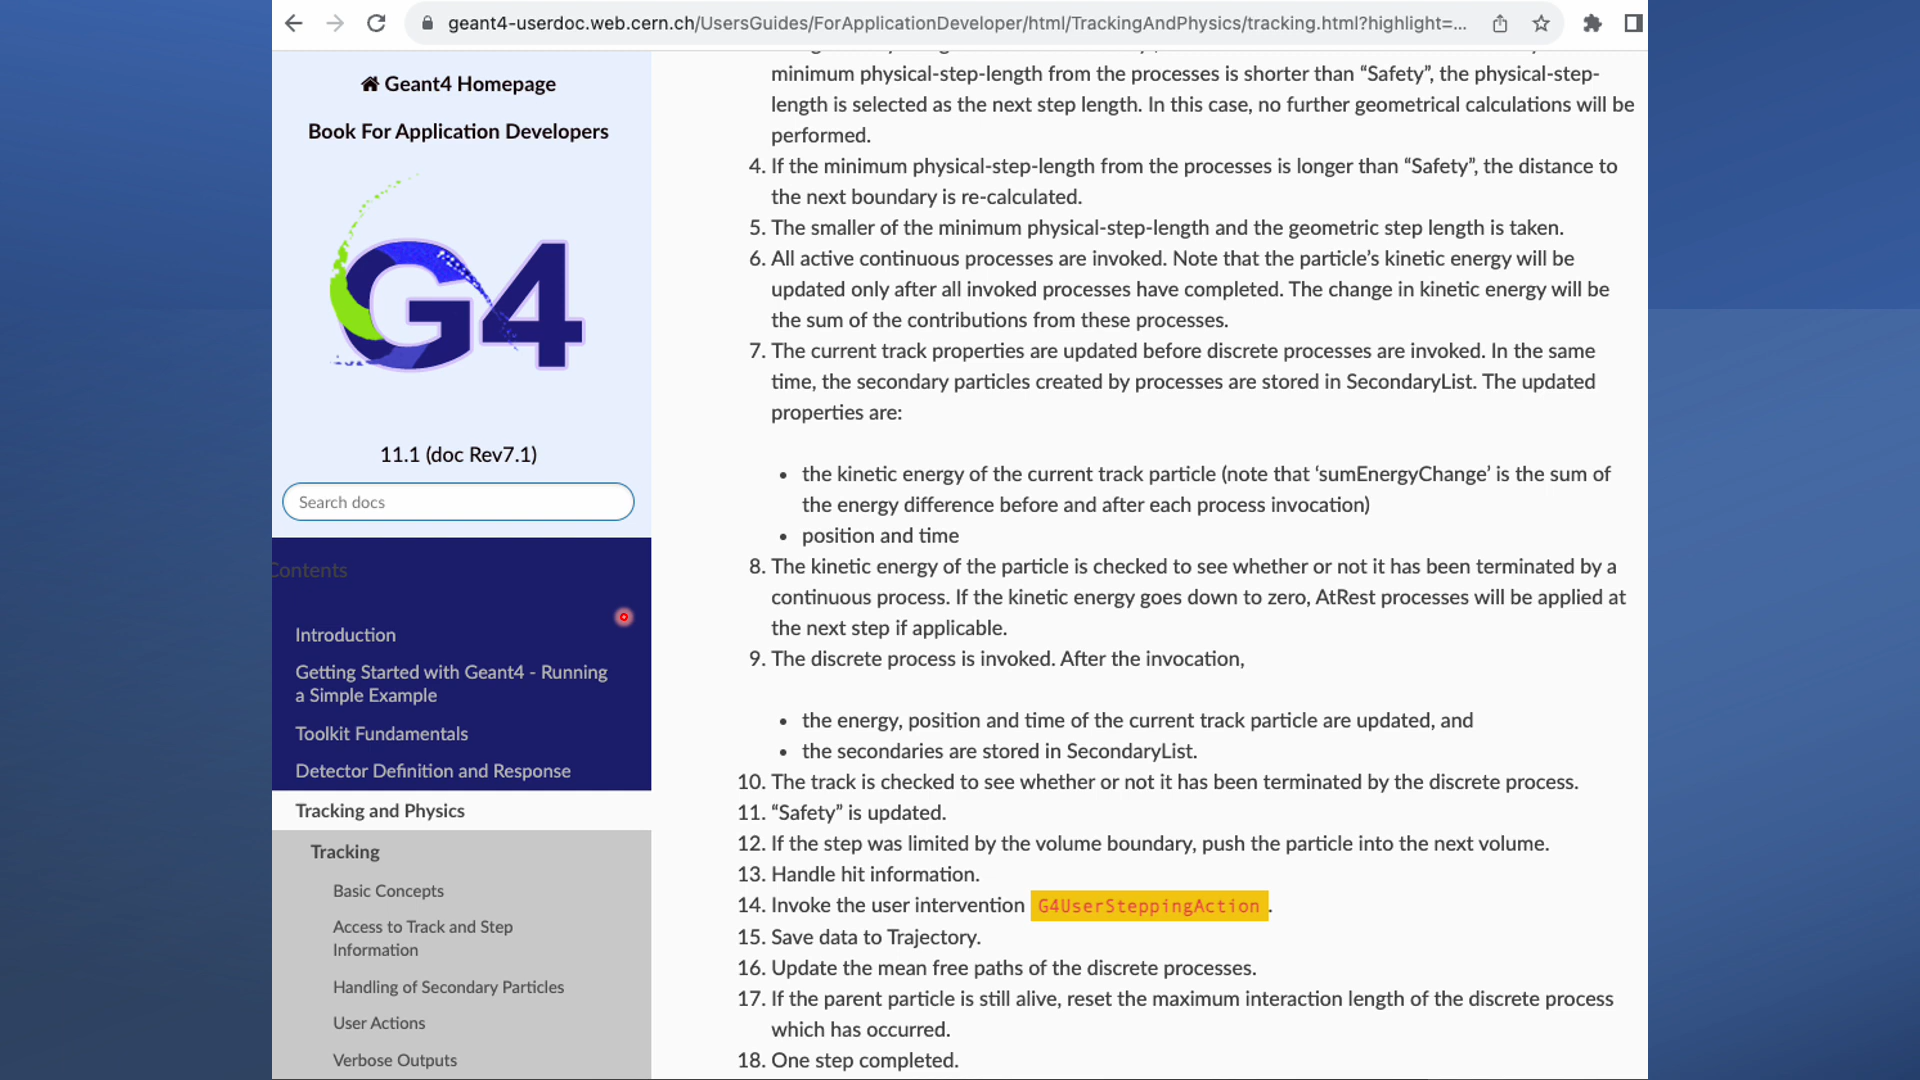 geant4-userdoc.web.cern.ch/UsersGuides/ForApplicationDeveloper/html/TrackingAndPhysics/tracking.html?highlight=...
Geant4 Homepage
Book For Application Developers
G4
11.1 (doc Rev7.1)
Search docs
Contents
Introduction
Getting Started with Geant4 - Running
a Simple Example
Toolkit Fundamentals
Detector Definition and Response
Tracking and Physics
Tracking
Basic Concepts
Access to Track and Step
Information
Handling of Secondary Particles
User Actions
Verbose Outputs
minimum physical-step-length from the processes is shorter than “Safety”, the physical-step-
length is selected as the next step length. In this case, no further geometrical calculations will be
performed.
4. If the minimum physical-step-length from the processes is longer than “Safety”, the distance to
the next boundary is re-calculated.
5. The smaller of the minimum physical-step-length and the geometric step length is taken.
6. All active continuous processes are invoked. Note that the particle’s kinetic energy will be
updated only after all invoked processes have completed. The change in kinetic energy will be
the sum of the contributions from these processes.
7. The current track properties are updated before discrete processes are invoked. In the same
time, the secondary particles created by processes are stored in SecondaryList. The updated
properties are:
• the kinetic energy of the current track particle (note that ‘sumEnergyChange’ is the sum of
the energy difference before and after each process invocation)
• position and time
8. The kinetic energy of the particle is checked to see whether or not it has been terminated by a
continuous process. If the kinetic energy goes down to zero, AtRest processes will be applied at
the next step if applicable.
9. The discrete process is invoked. After the invocation,
• the energy, position and time of the current track particle are updated, and
• the secondaries are stored in SecondaryList.
10. The track is checked to see whether or not it has been terminated by the discrete process.
11. “Safety” is updated.
12. If the step was limited by the volume boundary, push the particle into the next volume.
13. Handle hit information.
14. Invoke the user intervention G4UserSteppingAction.
15. Save data to Trajectory.
16. Update the mean free paths of the discrete processes.
17. If the parent particle is still alive, reset the maximum interaction length of the discrete process
which has occurred.
18. One step completed.